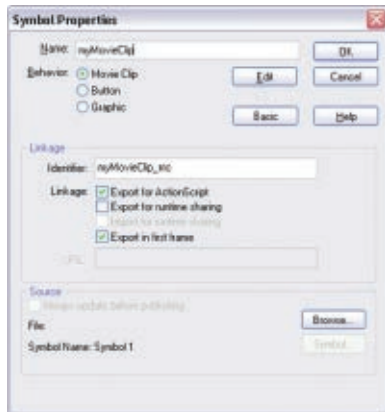 Symbol Properties
Name: myMovieClip OK
Behavior: Movie Clip Edit Cancel
Button
Graphic Basic Help
Linkage
Identifier: myMovieClip_mc
Linkage: Export for ActionScript
Export for runtime sharing
Import for runtime sharing
Export in first frame
URL:
Source
Always update before publishing
File: Browse...
Symbol Name: Symbol 1 Symbol...